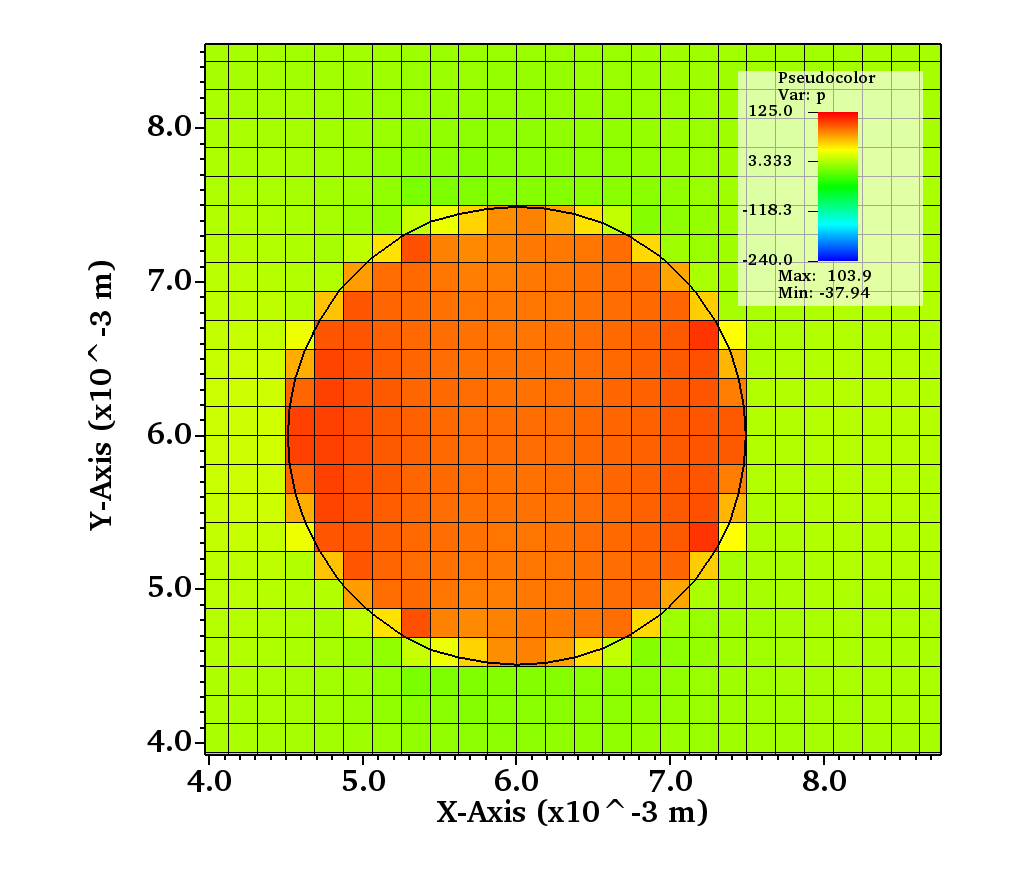 Pseudocolor
Var: p
125.0
3.333
-118.3
-240.0
Max: 103.9
Min: -37.94
8.0
7.0
6.0
5.0
4.0
Y-Axis (x10^-3 m)
4.0 5.0 6.0 7.0 8.0
X-Axis (x10^-3 m)